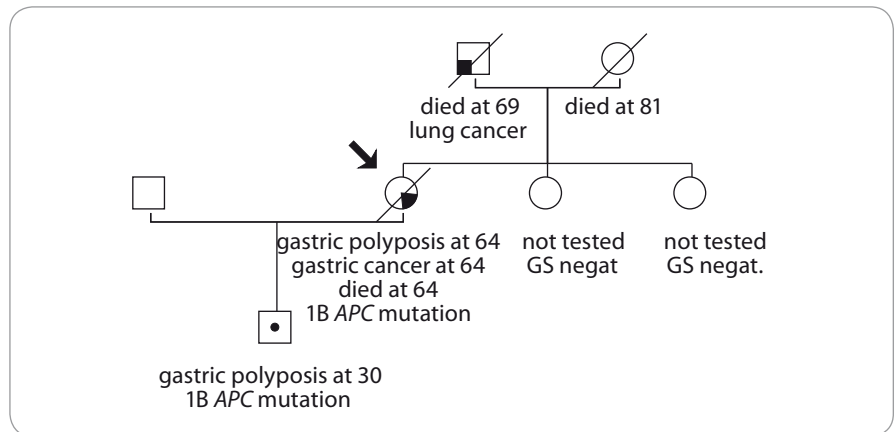 died at 69
lung cancer
died at 81
gastric polyposis at 64
gastric cancer at 64
died at 64
1B APC mutation
not tested
GS negat
not tested
GS negat.
gastric polyposis at 30
1B APC mutation